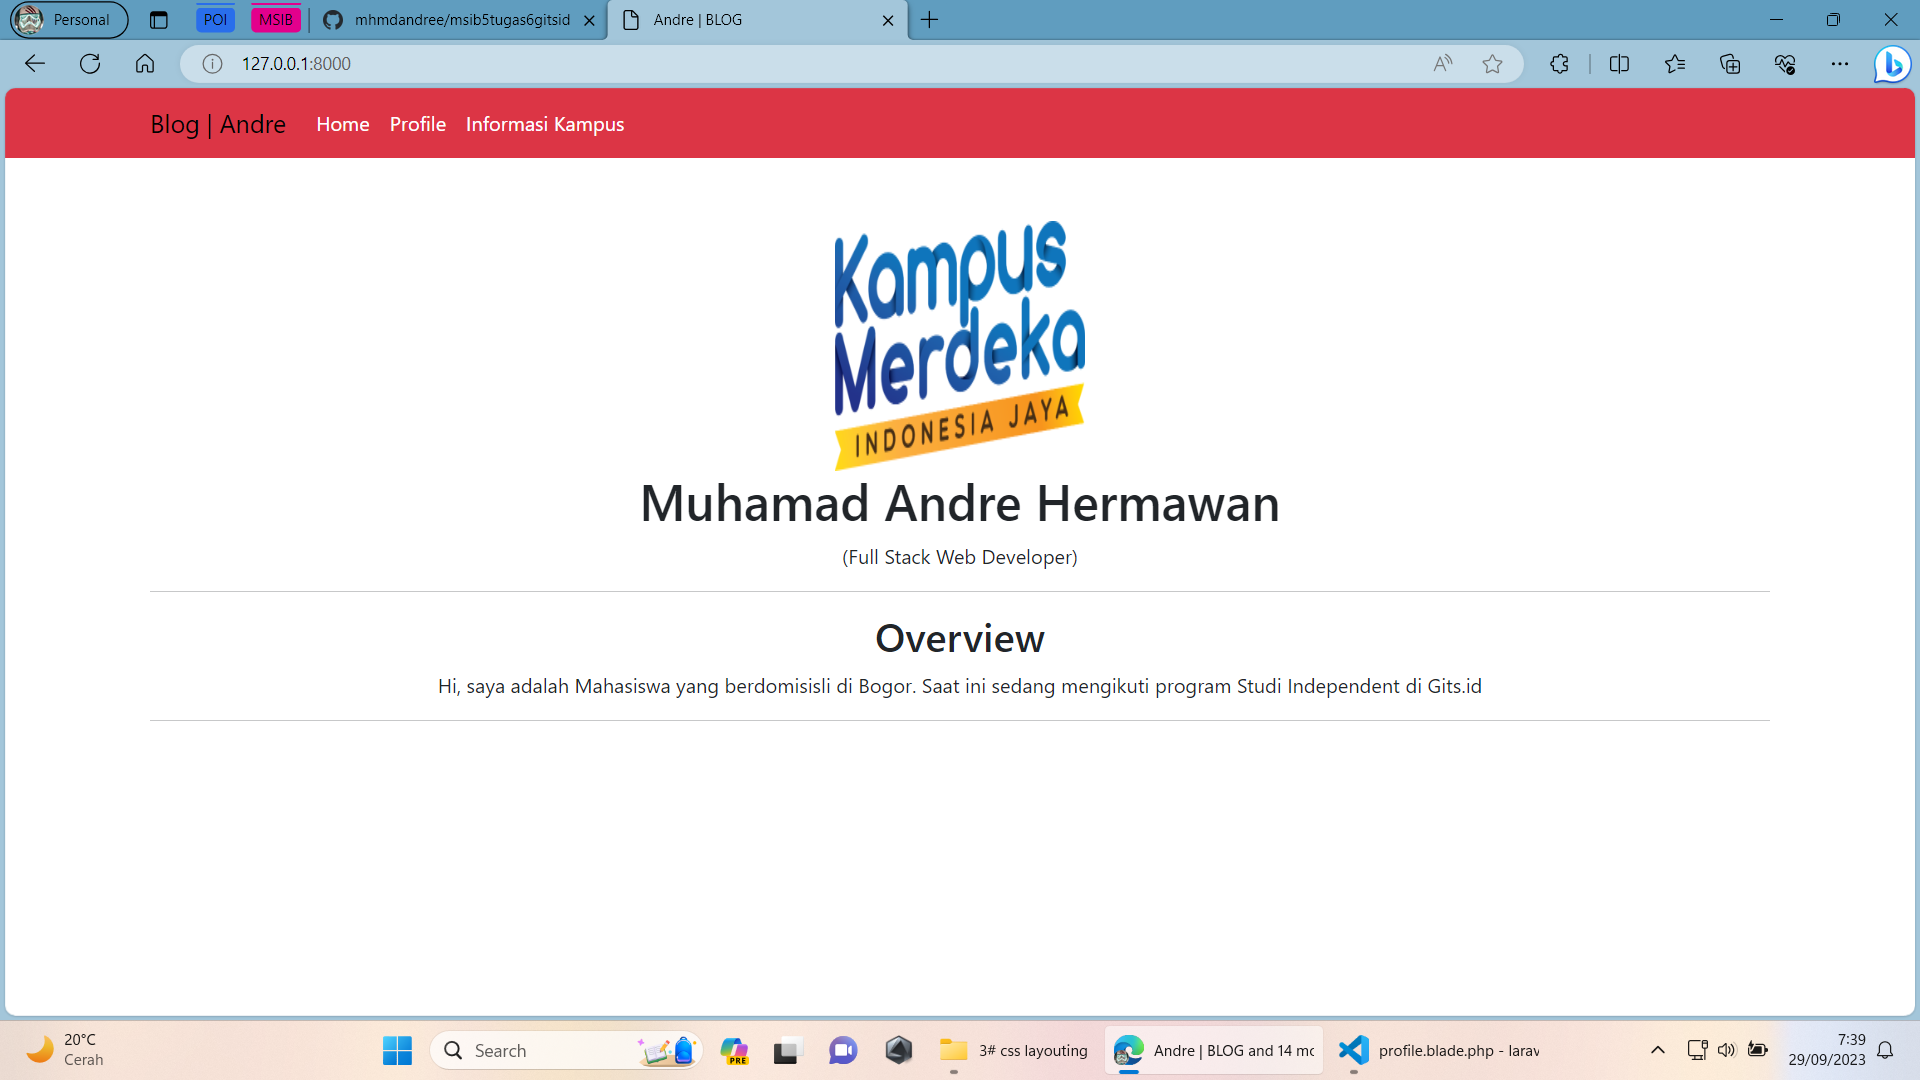 Personal
POI
MSIB
mhmdandree/msib5tugas6gitsid
Andre | BLOG
127.0.0.1:8000
Blog | Andre
Home
Profile
Informasi Kampus
Kampus
Merdeka
INDONESIA JAYA
Muhamad Andre Hermawan
(Full Stack Web Developer)
Overview
Hi, saya adalah Mahasiswa yang berdomisisli di Bogor. Saat ini sedang mengikuti program Studi Independent di Gits.id
20°C
Cerah
Search
PRE
3# css layouting
Andre | BLOG and 14 mo
profile.blade.php - larav
7:39
29/09/2023